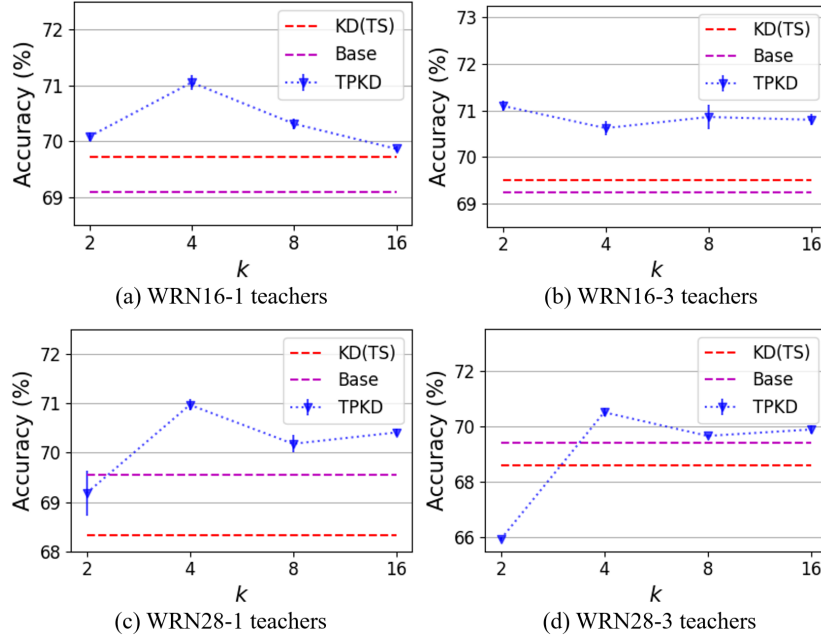 72
71
70
69
Accuracy (%)
KD(TS)
Base
TPKD
2
4
8
16
k
(a) WRN16-1 teachers
73
72
71
70
69
Accuracy (%)
KD(TS)
Base
TPKD
2
4
8
16
k
(b) WRN16-3 teachers
72
71
70
69
68
Accuracy (%)
KD(TS)
Base
TPKD
2
4
8
16
k
(c) WRN28-1 teachers
72
70
68
66
Accuracy (%)
KD(TS)
Base
TPKD
2
4
8
16
k
(d) WRN28-3 teachers